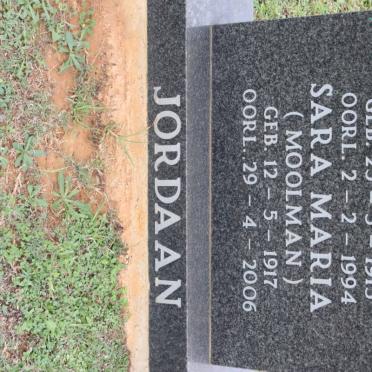 OORL. 2 – 2 – 1994
SARA MARIA
( MOOLMAN )
GEB. 12 – 5 – 1917
OORL. 29 – 4 – 2006
JORDAAN